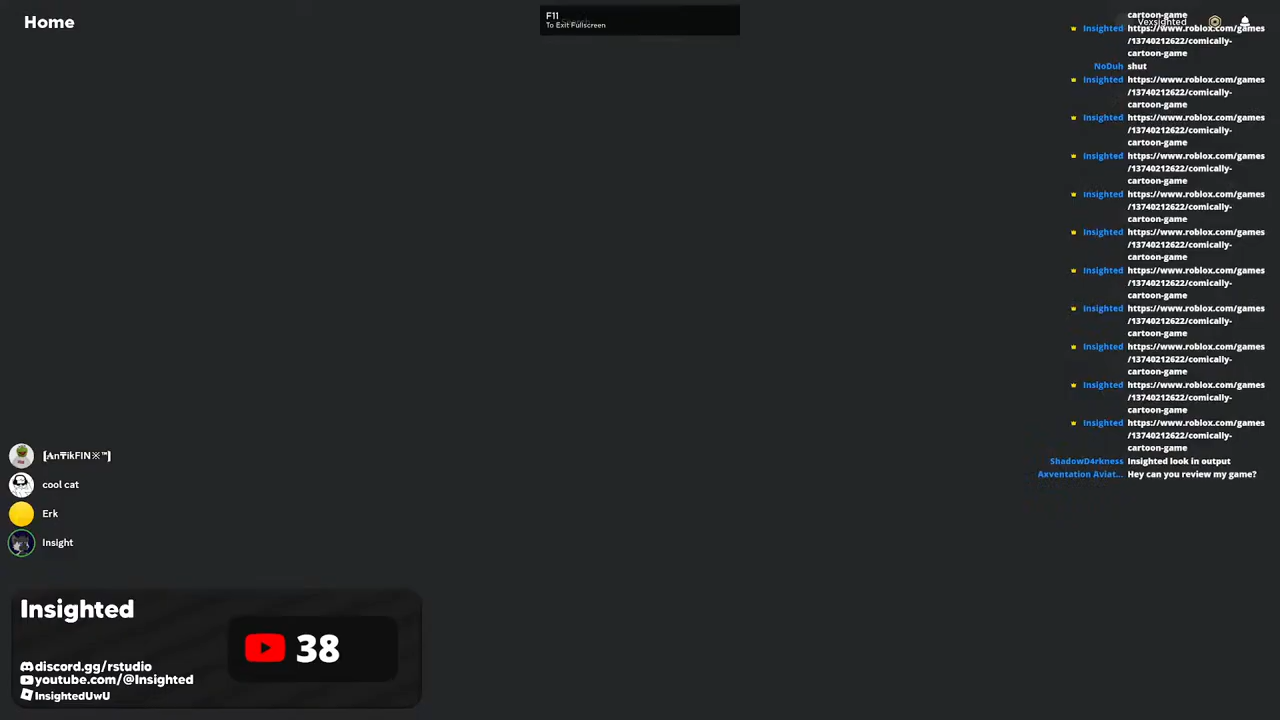 Home
F11
To Exit Fullscreen
Vexsighted
cartoon-game
Insighted https://www.roblox.com/games
/13740212622/comically-
cartoon-game
NoDuh shut
Insighted https://www.roblox.com/games
/13740212622/comically-
cartoon-game
Insighted https://www.roblox.com/games
/13740212622/comically-
cartoon-game
Insighted https://www.roblox.com/games
/13740212622/comically-
cartoon-game
Insighted https://www.roblox.com/games
/13740212622/comically-
cartoon-game
Insighted https://www.roblox.com/games
/13740212622/comically-
cartoon-game
Insighted https://www.roblox.com/games
/13740212622/comically-
cartoon-game
Insighted https://www.roblox.com/games
/13740212622/comically-
cartoon-game
Insighted https://www.roblox.com/games
/13740212622/comically-
cartoon-game
Insighted https://www.roblox.com/games
/13740212622/comically-
cartoon-game
Insighted https://www.roblox.com/games
/13740212622/comically-
cartoon-game
ShadowD4rkness Insighted look in output
Axventation Aviat... Hey can you review my game?
[₳n₸ikFIN※™]
cool cat
Erk
Insight
Insighted
38
discord.gg/rstudio
youtube.com/@Insighted
InsightedUwU